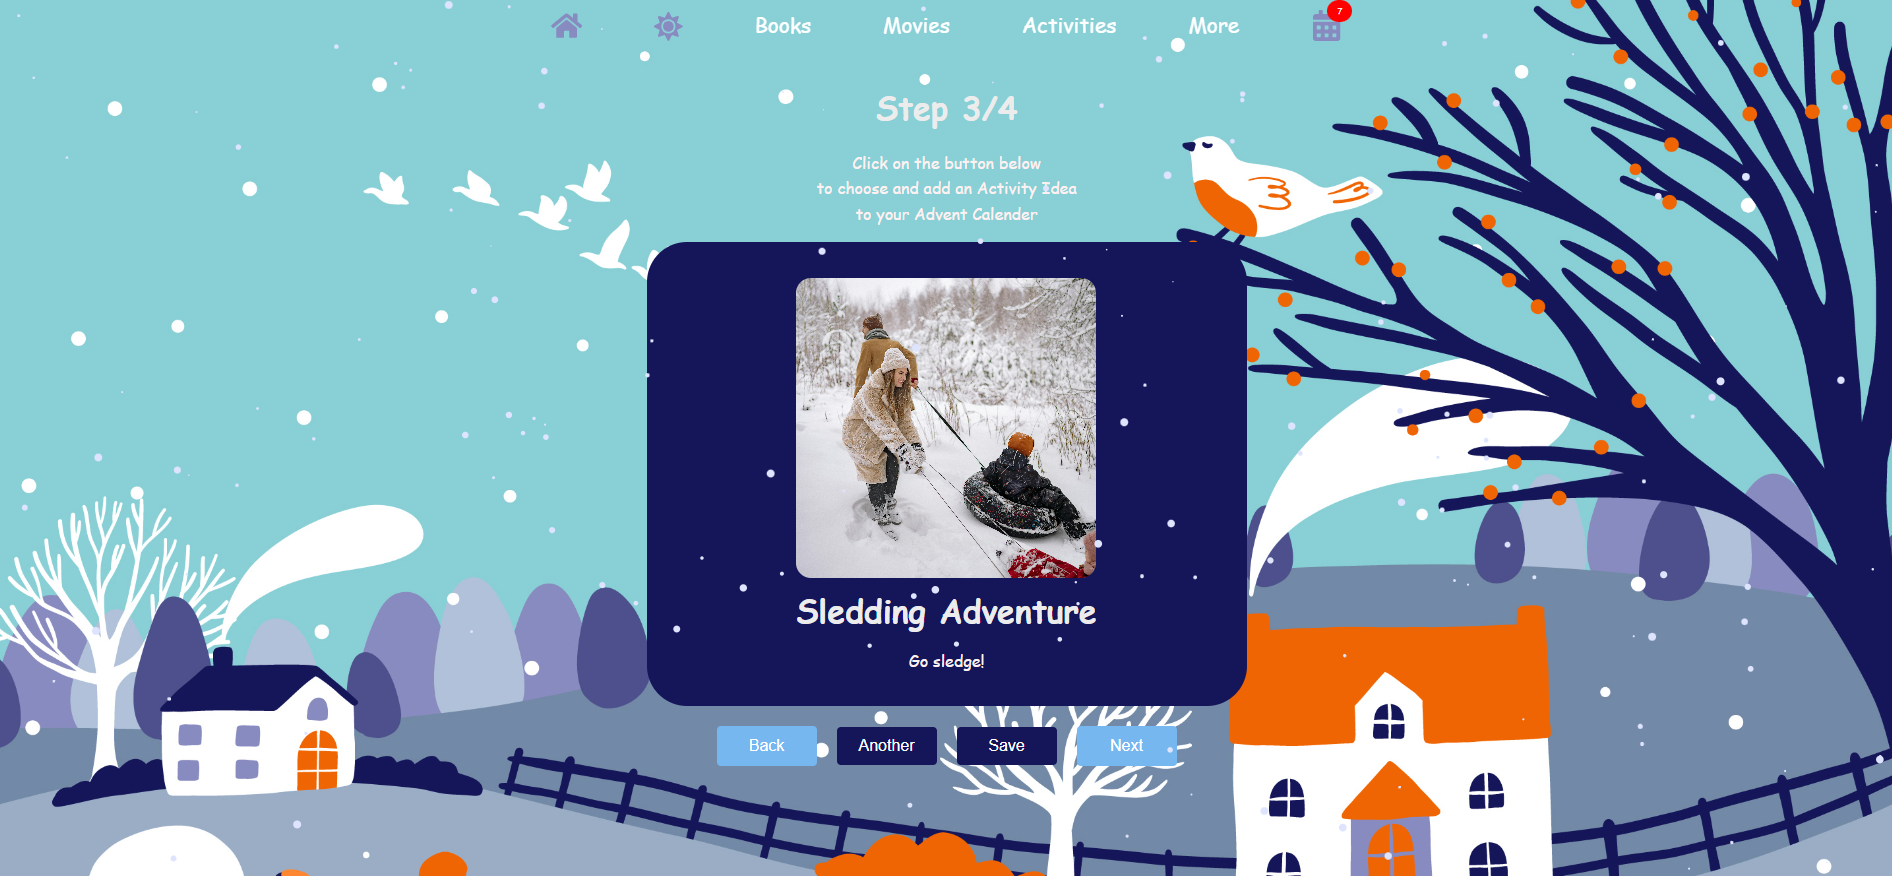 Books
Movies
Activities
More
7
Step 3/4
Click on the button below
to choose and add an Activity Idea
to your Advent Calender
Sledding Adventure
Go sledge!
Back
Another
Save
Next